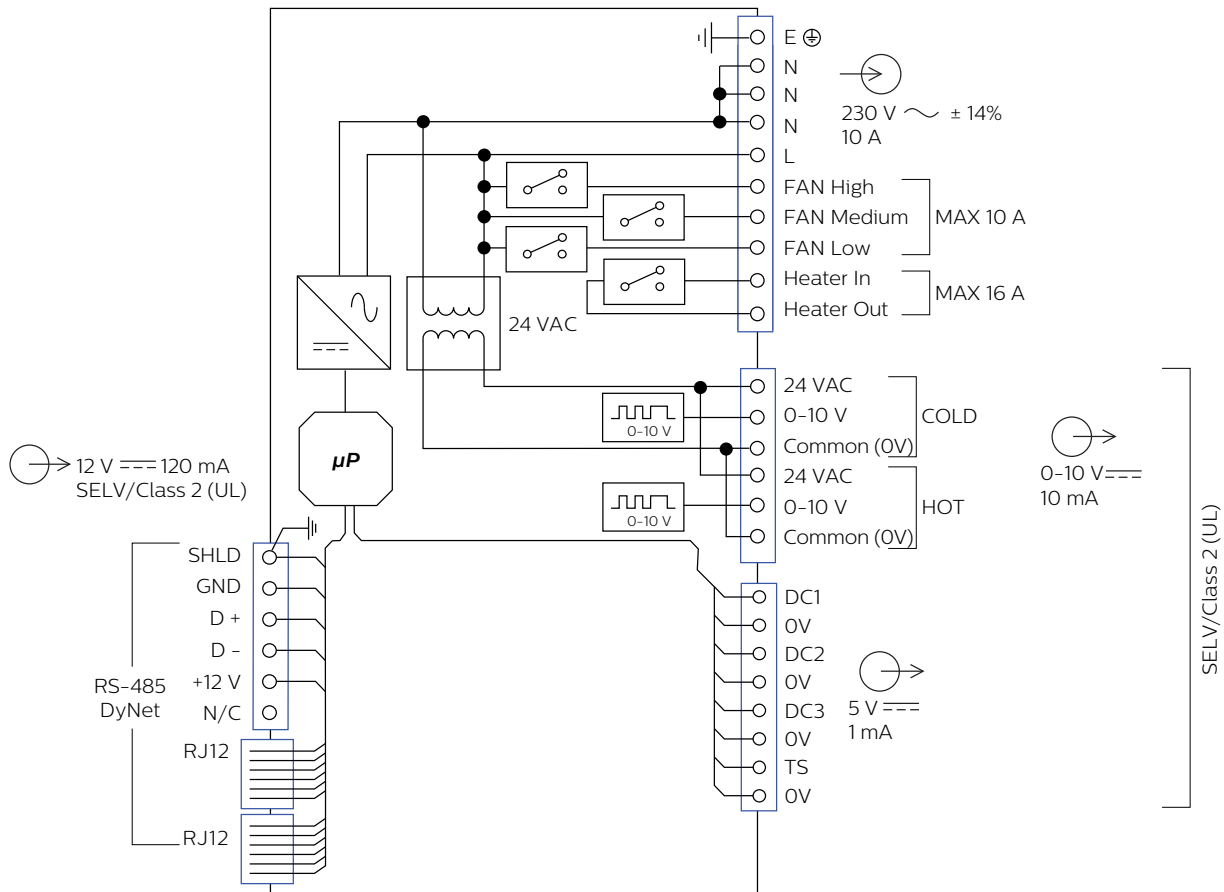 E
N
N
N
L
FAN High
FAN Medium
FAN Low
Heater In
Heater Out
230 V ± 14%
10 A
MAX 10 A
MAX 16 A
24 VAC
24 VAC
0-10 V
Common (0V)
24 VAC
0-10 V
Common (0V)
COLD
HOT
0-10 V
0-10 V
0-10 V
10 mA
SELV/Class 2 (UL)
µP
12 V 120 mA
SELV/Class 2 (UL)
SHLD
GND
D +
D -
+12 V
N/C
RS-485
DyNet
RJ12
RJ12
DC1
0V
DC2
0V
DC3
0V
TS
0V
5 V
1 mA